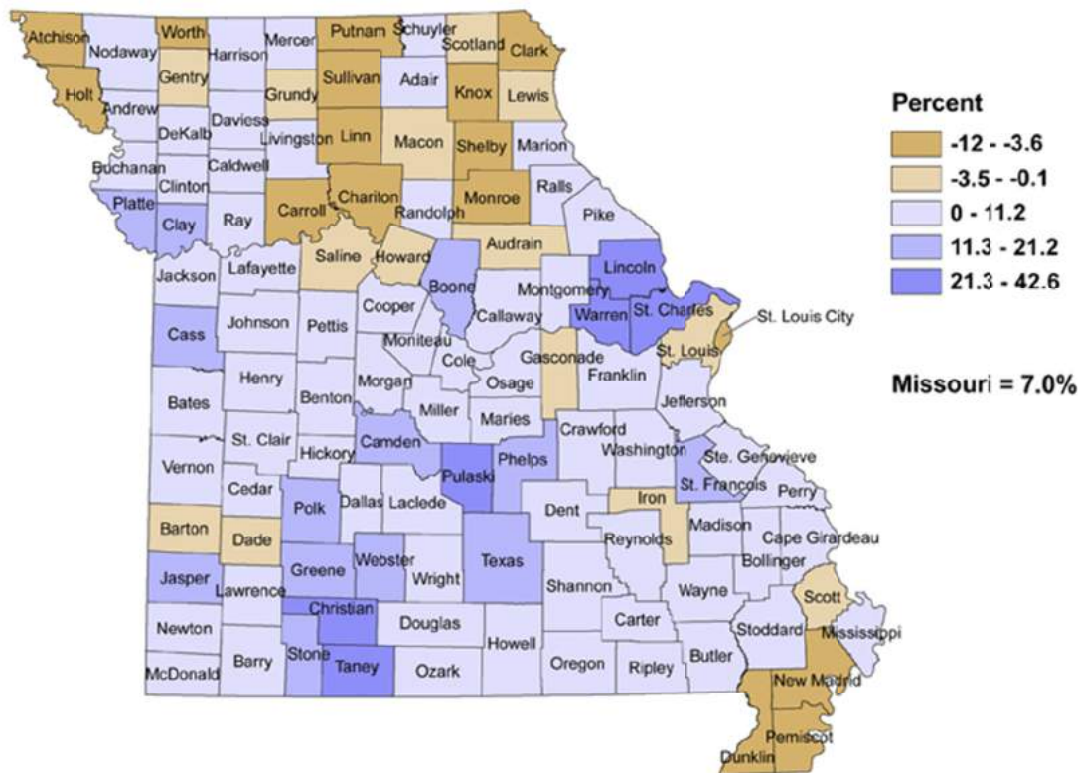 Atchison
Worth
Putnam
Schuyler
Scotland
Clark
Nodaway
Harrison
Mercer
Gentry
Sullivan
Adair
Knox
Lewis
Holt
Grundy
Andrew
DeKalb
Daviess
Livingston
Linn
Macon
Shelby
Marion
Buchanan
Clinton
Caldwell
Platte
Clay
Ray
Carroll
Charilon
Randolph
Monroe
Ralls
Pike
Jackson
Lafayette
Saline
Howard
Boone
Audrain
Lincoln
Cass
Johnson
Pettis
Cooper
Moniteau
Callaway
Montgomery
Warren
St. Charles
St. Louis City
St. Louis
Bates
Henry
Benton
Morgan
Cole
Osage
Gasconade
Franklin
Jefferson
Miller
Maries
Vernon
St. Clair
Hickory
Camden
Pulaski
Phelps
Crawford
Washington
Ste. Genevieve
St. Francois
Perry
Cedar
Polk
Dallas
Laclede
Dent
Iron
Madison
Cape Girardeau
Bollinger
Barton
Dade
Greene
Webster
Wright
Texas
Reynolds
Shannon
Wayne
Scott
Jasper
Lawrence
Christian
Douglas
Howell
Carter
Stoddard
Mississippi
Newton
McDonald
Barry
Stone
Taney
Ozark
Oregon
Ripley
Butler
New Madrid
Pemiscot
Dunklin
Percent
-12 - -3.6
-3.5 - -0.1
0 - 11.2
11.3 - 21.2
21.3 - 42.6
Missouri = 7.0%